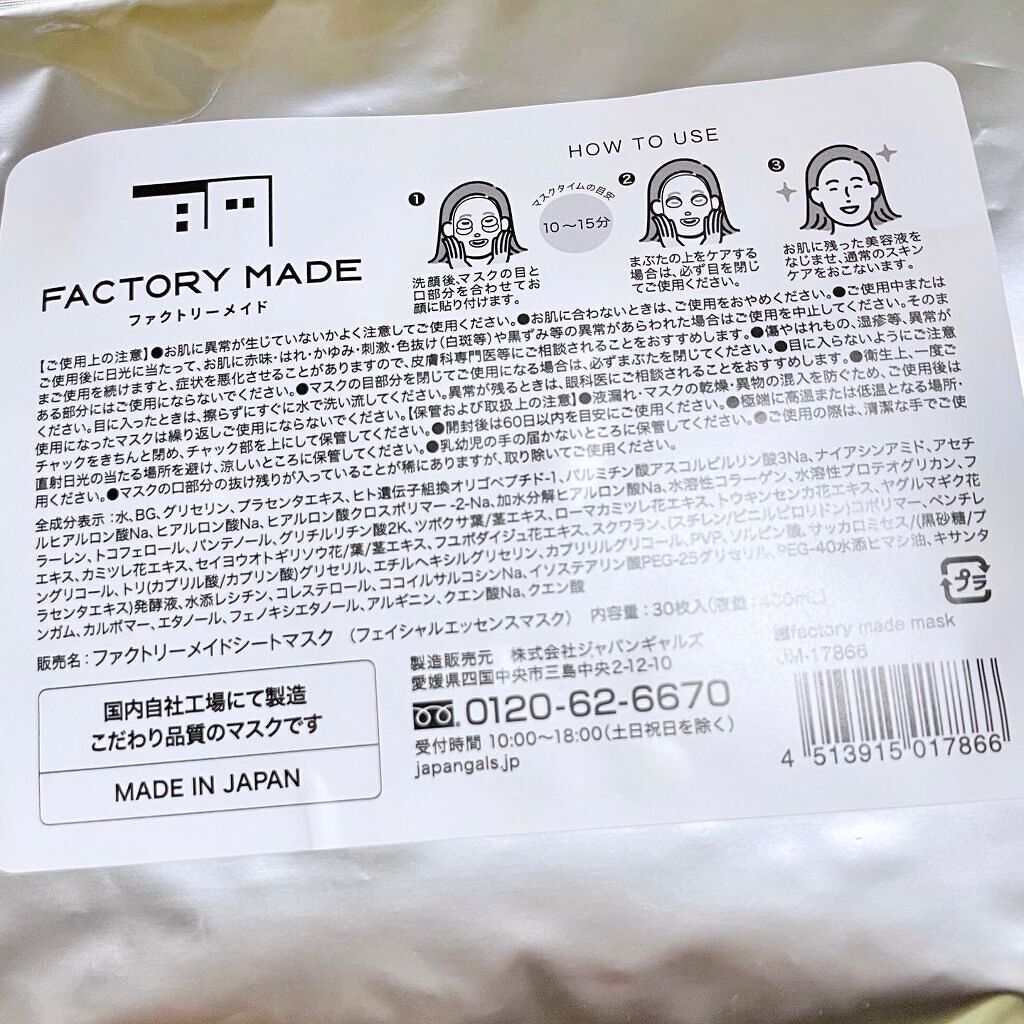 FACTORY MADE
ファクトリーメイド
HOW TO USE
❶
洗顔後、マスクの目と
口部分を合わせてお
顔に貼り付けます。
マスクタイムの目安
10〜15分
❷
まぶたの上をケアする
場合は、必ず目を閉じ
てご使用ください。
❸
お肌に残った美容液を
なじませ、通常のスキン
ケアをおこないます。
【ご使用上の注意】●お肌に異常が生じていないかよく注意してご使用ください。●お肌に合わないときは、ご使用をおやめください。●ご使用中または
ご使用後に日光に当たって、お肌に赤味・はれ・かゆみ・刺激・色抜け(白斑等)や黒ずみ等の異常があらわれた場合はご使用を中止してください。そのまま
ご使用を続けますと、症状を悪化させることがありますので、皮膚科専門医等にご相談されることをおすすめします。●傷やはれもの、湿疹等、異常が
ある部分にはご使用にならないでください。●マスクの目部分を閉じてご使用になる場合は、必ずまぶたを閉じてください。●目に入らないようにご注意
ください。目に入ったときは、擦らずにすぐに水で洗い流してください。異常が残るときは、眼科医にご相談されることをおすすめします。●衛生上、一度ご
使用になったマスクは繰り返しご使用にならないでください。【保管および取扱上の注意】●液漏れ・マスクの乾燥・異物の混入を防ぐため、ご使用後は
チャックをきちんと閉め、チャック部を上にして保管してください。●開封後は60日以内を目安にご使用ください。●極端に高温または低温となる場所・
直射日光の当たる場所を避け、涼しいところに保管してください。●乳幼児の手の届かないところに保管してください。●ご使用の際は、清潔な手でご使
用ください。●マスクの口部分の抜け残りが入っていることが稀にありますが、取り除いてご使用ください。
全成分表示：水、BG、グリセリン、プラセンタエキス、ヒト遺伝子組換オリゴペプチド-1、パルミチン酸アスコルビルリン酸3Na、ナイアシンアミド、アセチ
ルヒアルロン酸Na、ヒアルロン酸Na、ヒアルロン酸クロスポリマー-2-Na、加水分解ヒアルロン酸Na、水溶性コラーゲン、水溶性プロテオグリカン、フ
ラーレン、トコフェロール、パンテノール、グリチルリチン酸2K、ツボクサ葉/茎エキス、ローマカミツレ花エキス、トウキンセンカ花エキス、ヤグルマギク花
エキス、カミツレ花エキス、セイヨウオトギリソウ花/葉/茎エキス、フユボダイジュ花エキス、スクワラン、(スチレン/ビニルピロリドン)コポリマー、ペンチレ
ングリコール、トリ(カプリル酸/カプリン酸)グリセリル、エチルヘキシルグリセリン、カプリリルグリコール、PVP、ソルビン酸、サッカロミセス/(黒砂糖/プ
ラセンタエキス)発酵液、水添レシチン、コレステロール、ココイルサルコシンNa、イソステアリン酸PEG-25グリセリル、PEG-40水添ヒマシ油、キサンタ
ンガム、カルボマー、エタノール、フェノキシエタノール、アルギニン、クエン酸Na、クエン酸
販売名：ファクトリーメイドシートマスク (フェイシャルエッセンスマスク) 内容量：30枚入(液量：430mL)
国内自社工場にて製造
こだわり品質のマスクです
MADE IN JAPAN
製造販売元 株式会社ジャパンギャルズ
愛媛県四国中央市三島中央2-12-10
0120-62-6670
受付時間 10:00〜18:00(土日祝日を除く)
japangals.jp
プラ
factory made mask
JM-17866
4 513915 017866